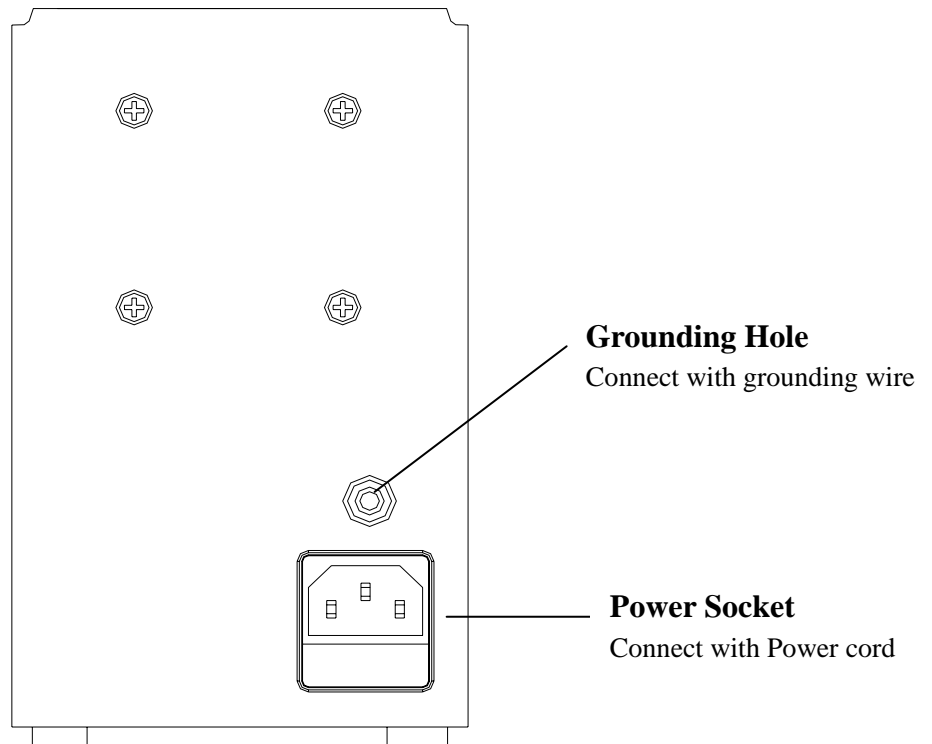 Grounding Hole
Connect with grounding wire
Power Socket
Connect with Power cord